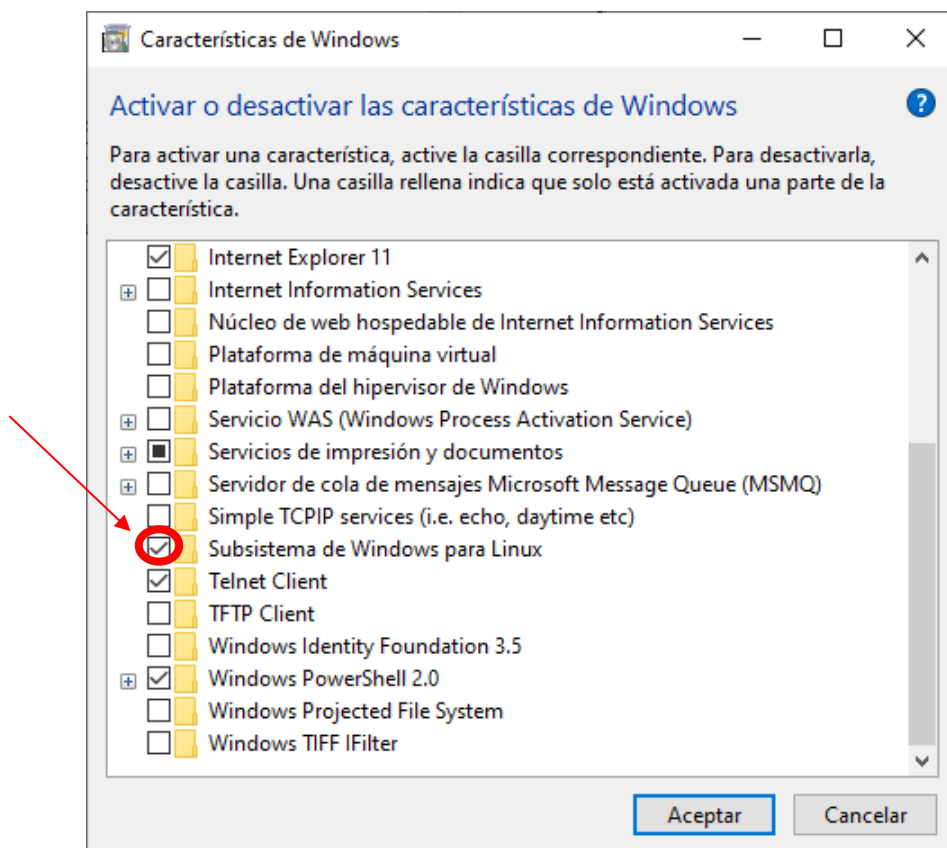 Características de Windows
Activar o desactivar las características de Windows
Para activar una característica, active la casilla correspondiente. Para desactivarla,
desactive la casilla. Una casilla rellena indica que solo está activada una parte de la
característica.
Internet Explorer 11
Internet Information Services
Núcleo de web hospedable de Internet Information Services
Plataforma de máquina virtual
Plataforma del hipervisor de Windows
Servicio WAS (Windows Process Activation Service)
Servicios de impresión y documentos
Servidor de cola de mensajes Microsoft Message Queue (MSMQ)
Simple TCPIP services (i.e. echo, daytime etc)
Subsistema de Windows para Linux
Telnet Client
TFTP Client
Windows Identity Foundation 3.5
Windows PowerShell 2.0
Windows Projected File System
Windows TIFF IFilter
Aceptar Cancelar